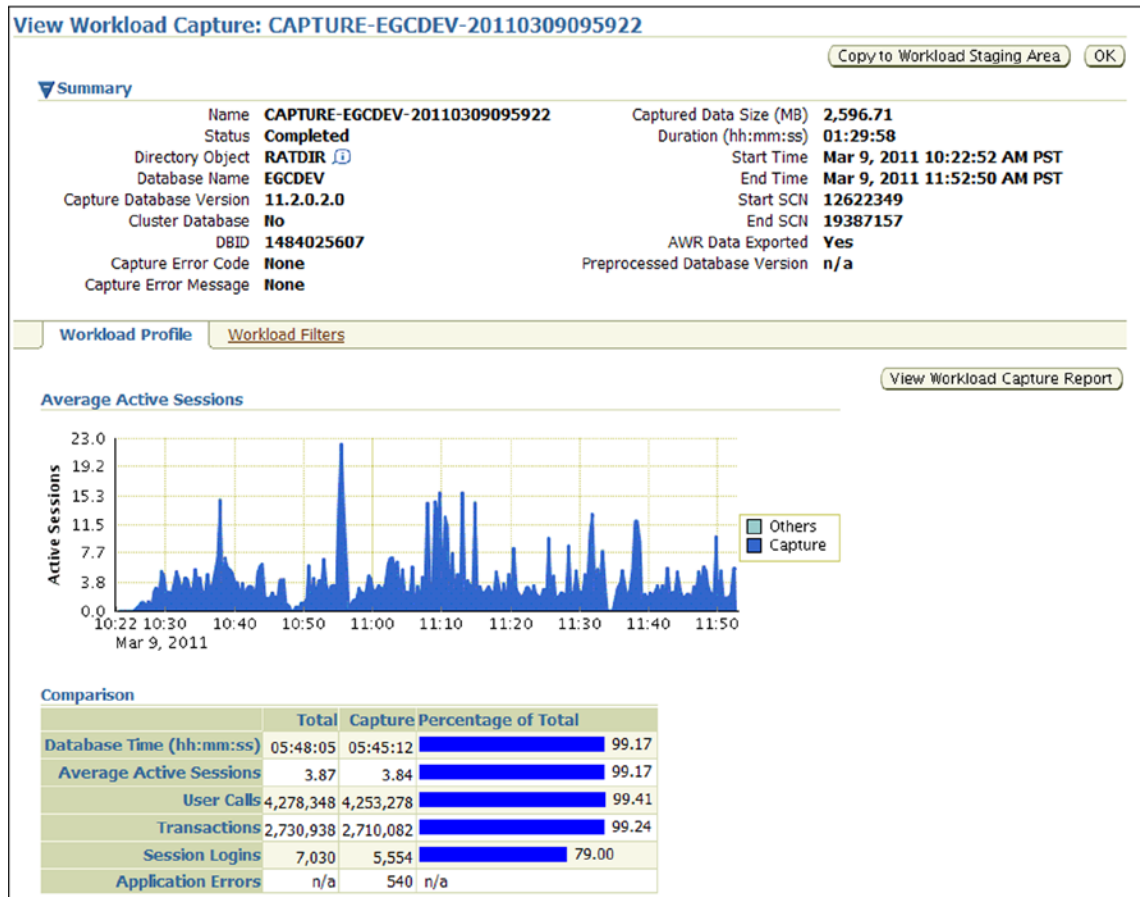 View Workload Capture: CAPTURE-EGCDEV-20110309095922
Copy to Workload Staging Area OK
Summary
Name CAPTURE-EGCDEV-20110309095922 Captured Data Size (MB) 2,596.71
Status Completed Duration (hh:mm:ss) 01:29:58
Directory Object RATDIR Start Time Mar 9, 2011 10:22:52 AM PST
Database Name EGCDEV End Time Mar 9, 2011 11:52:50 AM PST
Capture Database Version 11.2.0.2.0 Start SCN 12622349
Cluster Database No End SCN 19387157
DBID 1484025607 AWR Data Exported Yes
Capture Error Code None Preprocessed Database Version n/a
Capture Error Message None
Workload Profile Workload Filters
View Workload Capture Report
Average Active Sessions
Active Sessions
23.0
19.2
15.3
11.5
7.7
3.8
0.0
10:22 10:30 10:40 10:50 11:00 11:10 11:20 11:30 11:40 11:50
Mar 9, 2011
Others
Capture
Comparison
Total Capture Percentage of Total
Database Time (hh:mm:ss) 05:48:05 05:45:12 99.17
Average Active Sessions 3.87 3.84 99.17
User Calls 4,278,348 4,253,278 99.41
Transactions 2,730,938 2,710,082 99.24
Session Logins 7,030 5,554 79.00
Application Errors n/a 540 n/a